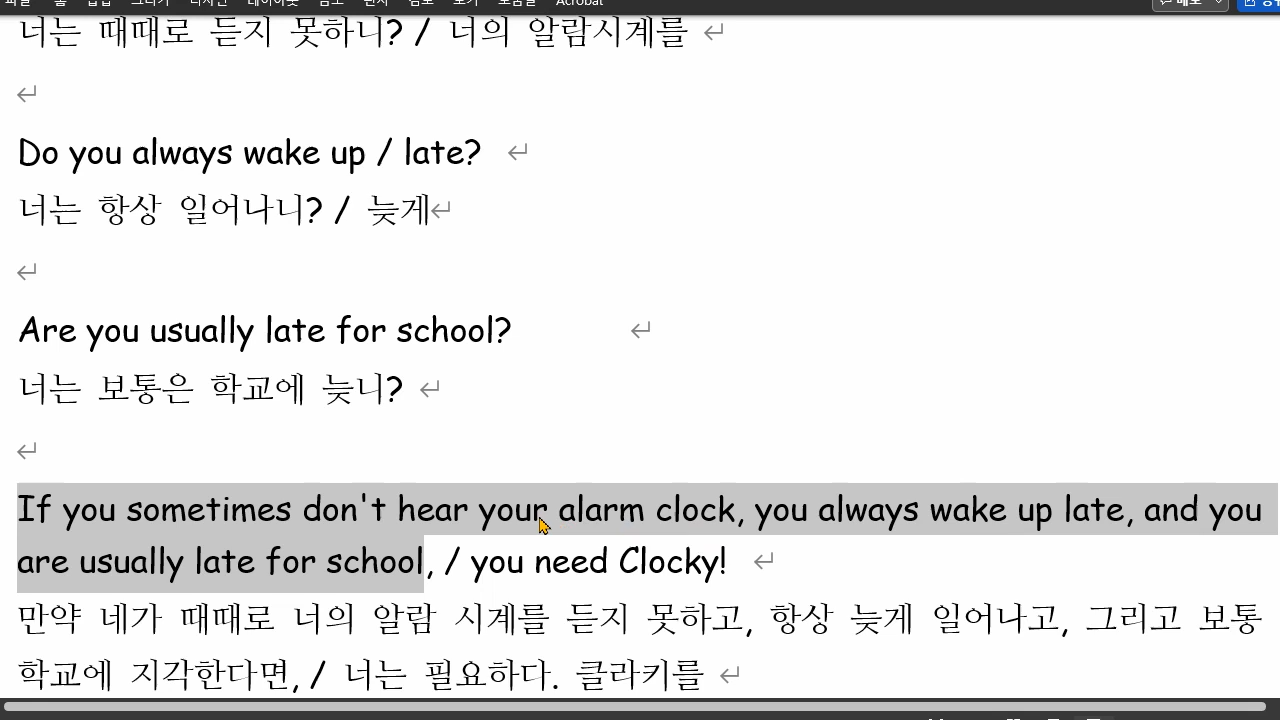 너는 때때로 듣지 못하니? / 너의 알람시계를
Do you always wake up / late?
너는 항상 일어나니? / 늦게
Are you usually late for school?
너는 보통은 학교에 늦니?
If you sometimes don't hear your alarm clock, you always wake up late, and you
are usually late for school, / you need Clocky!
만약 네가 때때로 너의 알람 시계를 듣지 못하고, 항상 늦게 일어나고, 그리고 보통
학교에 지각한다면, / 너는 필요하다. 클라키를